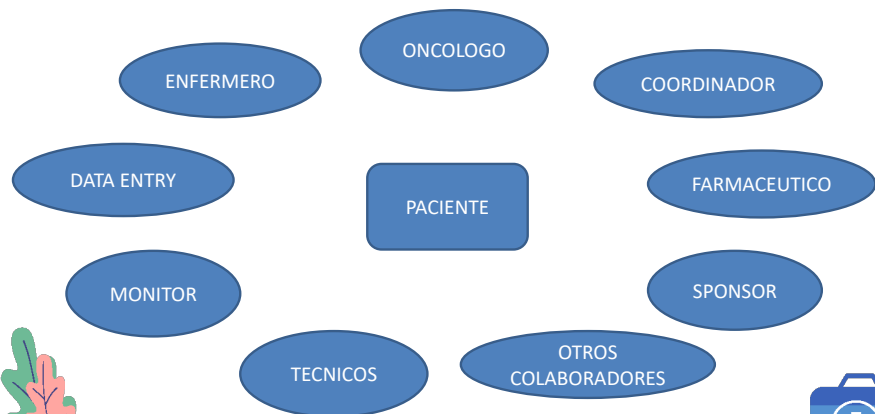 ONCOLOGO
ENFERMERO
COORDINADOR
DATA ENTRY
FARMACEUTICO
PACIENTE
MONITOR
SPONSOR
TECNICOS
OTROS
COLABORADORES